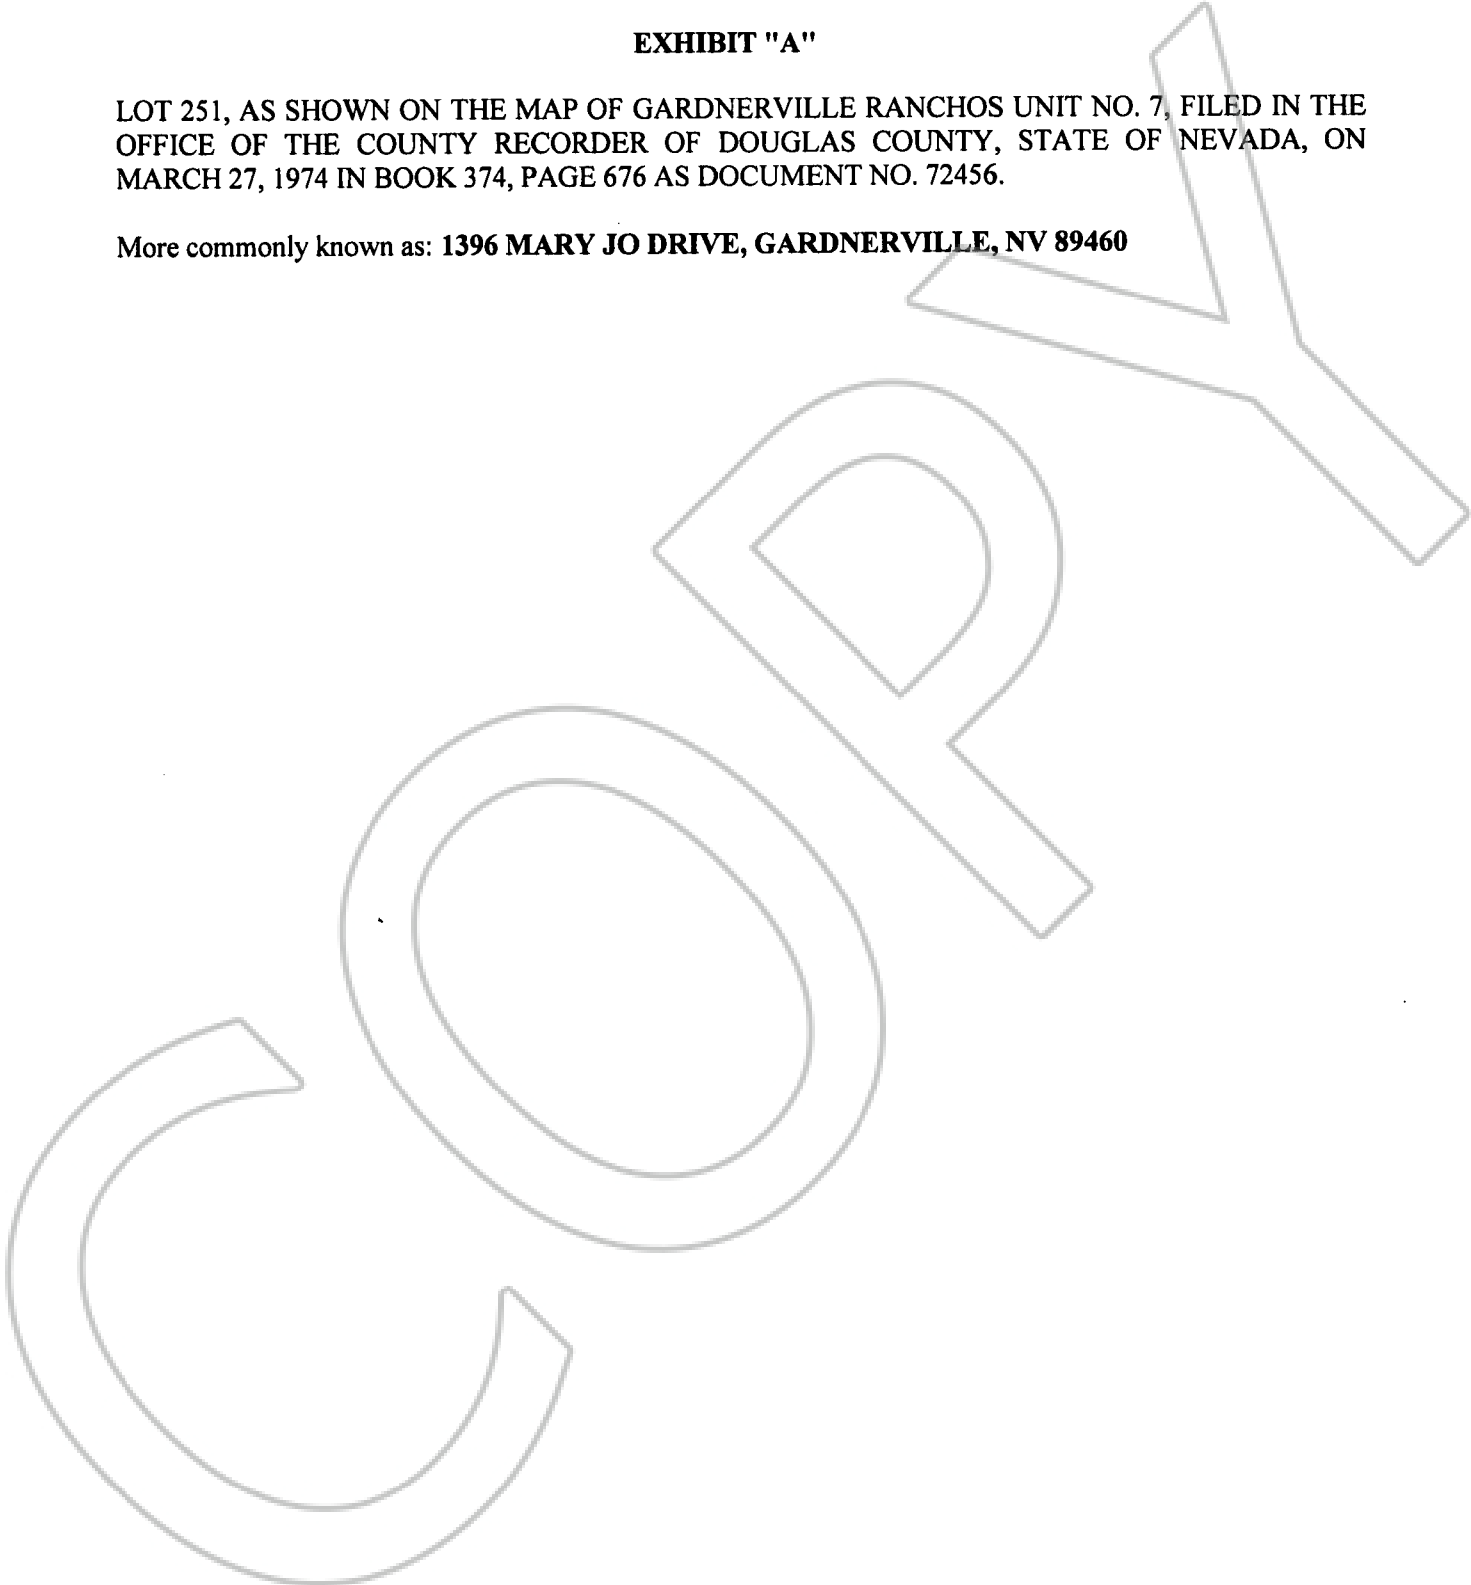 EXHIBIT "A"
LOT 251, AS SHOWN ON THE MAP OF GARDNERVILLE RANCHOS UNIT NO. 7, FILED IN THE
OFFICE OF THE COUNTY RECORDER OF DOUGLAS COUNTY, STATE OF NEVADA, ON
MARCH 27, 1974 IN BOOK 374, PAGE 676 AS DOCUMENT NO. 72456.
More commonly known as: 1396 MARY JO DRIVE, GARDNERVILLE, NV 89460
COPY